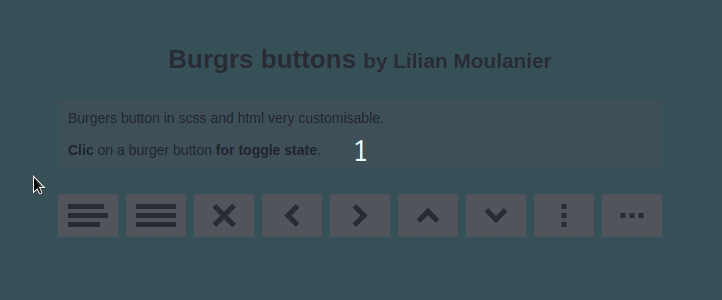 Burgrs buttons by Lilian Moulanier
Burgers button in scss and html very customisable.
Clic on a burger button for toggle state.
1